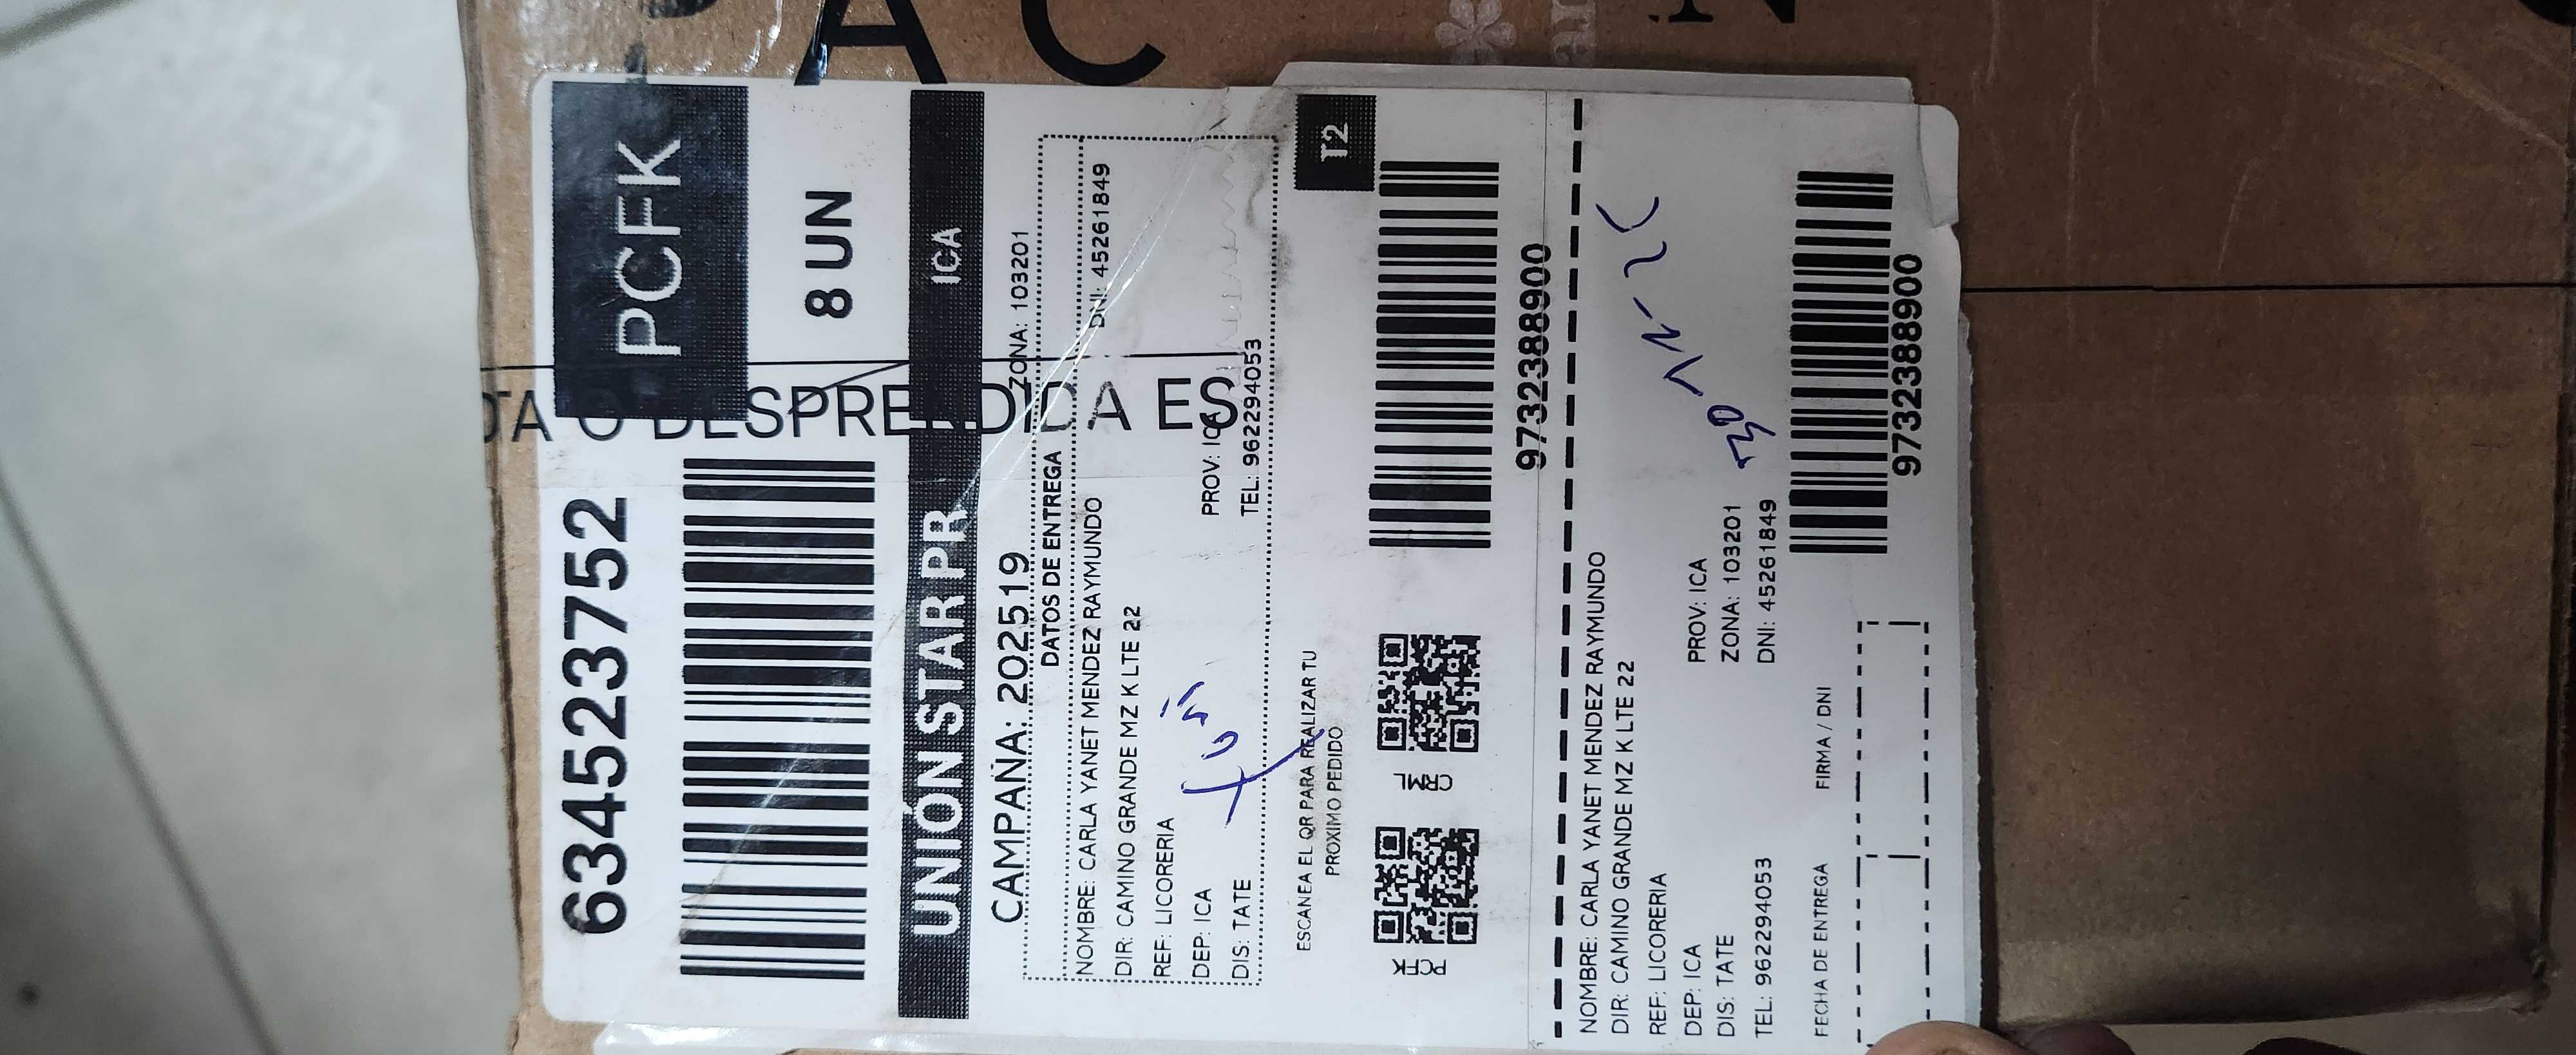 A C
PCFK
6345237552
8 UN
UNIÓN STAR PR
ICA
CAMPAÑA: 202519
ZONA: 103201
DESPRENDIDA ES
DATOS DE ENTREGA
NOMBRE: CARLA YANET MENDEZ RAYMUNDO
DNI: 45261849
DIR: CAMINO GRANDE MZ K LTE 22
REF: LICORERIA
DEP: ICA
PROV: ICA
DIS: TATE
TEL: 962294053
T2
ESCANEA EL QR PARA REALIZAR TU
PROXIMO PEDIDO
PCFK
CRML
9732388900
NOMBRE: CARLA YANET MENDEZ RAYMUNDO
DIR: CAMINO GRANDE MZ K LTE 22
REF: LICORERIA
DEP: ICA
PROV: ICA
DIS: TATE
ZONA: 103201
TEL: 962294053
DNI: 45261849
FECHA DE ENTREGA
FIRMA / DNI
9732388900